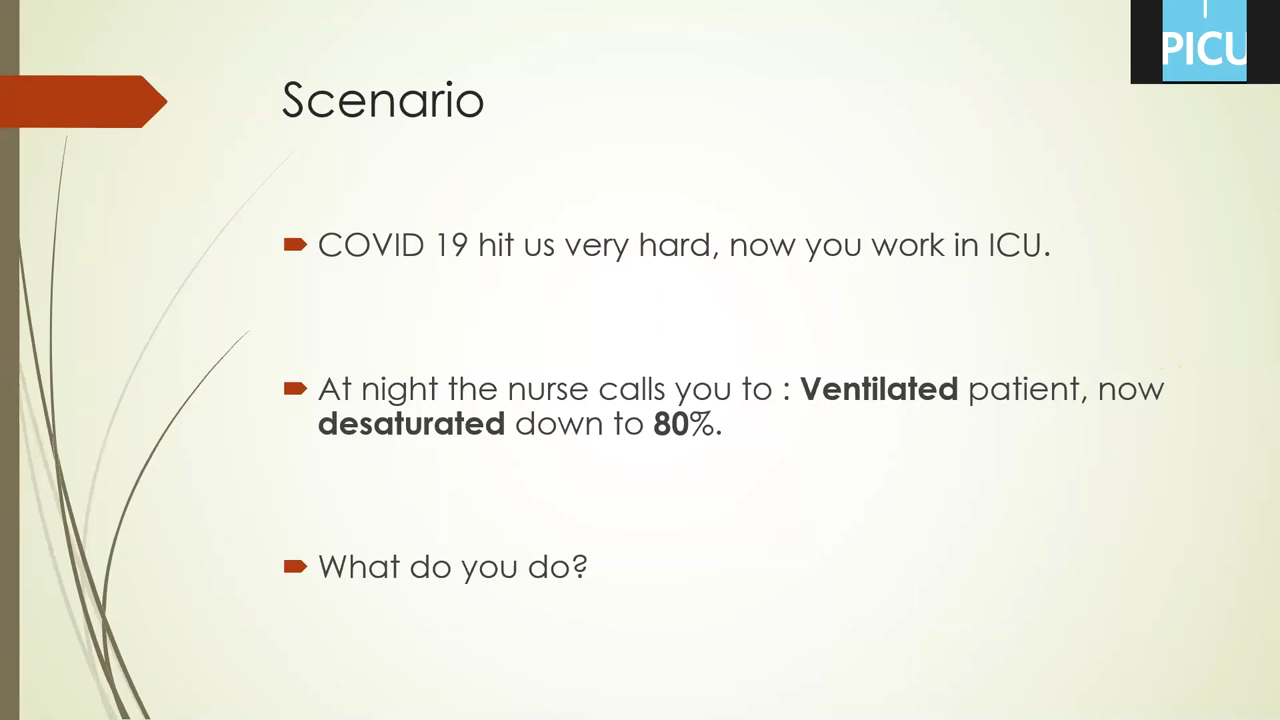 PICU
Scenario
COVID 19 hit us very hard, now you work in ICU.
At night the nurse calls you to : Ventilated patient, now
desaturated down to 80%.
What do you do?